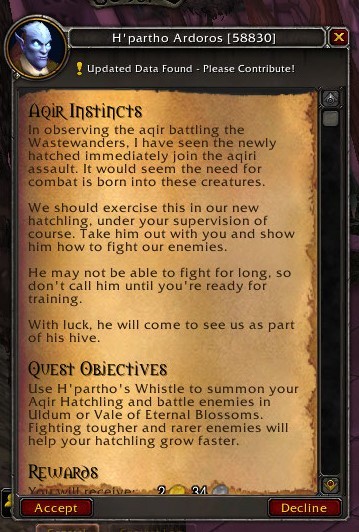 H'partho Ardoros [58830]
! Updated Data Found - Please Contribute!
Aqir Instincts
In observing the aqir battling the
Wastewanders, I have seen the newly
hatched immediately join the aqiri
assault. It would seem the need for
combat is born into these creatures.
We should exercise this in our new
hatchling, under your supervision of
course. Take him out with you and show
him how to fight our enemies.
He may not be able to fight for long, so
don't call him until you're ready for
training.
With luck, he will come to see us as part
of his hive.
Quest Objectives
Use H'partho's Whistle to summon your
Aqir Hatchling and battle enemies in
Uldum or Vale of Eternal Blossoms.
Fighting tougher and rarer enemies will
help your hatchling grow faster.
Rewards
You will receive: 2 34
Accept
Decline